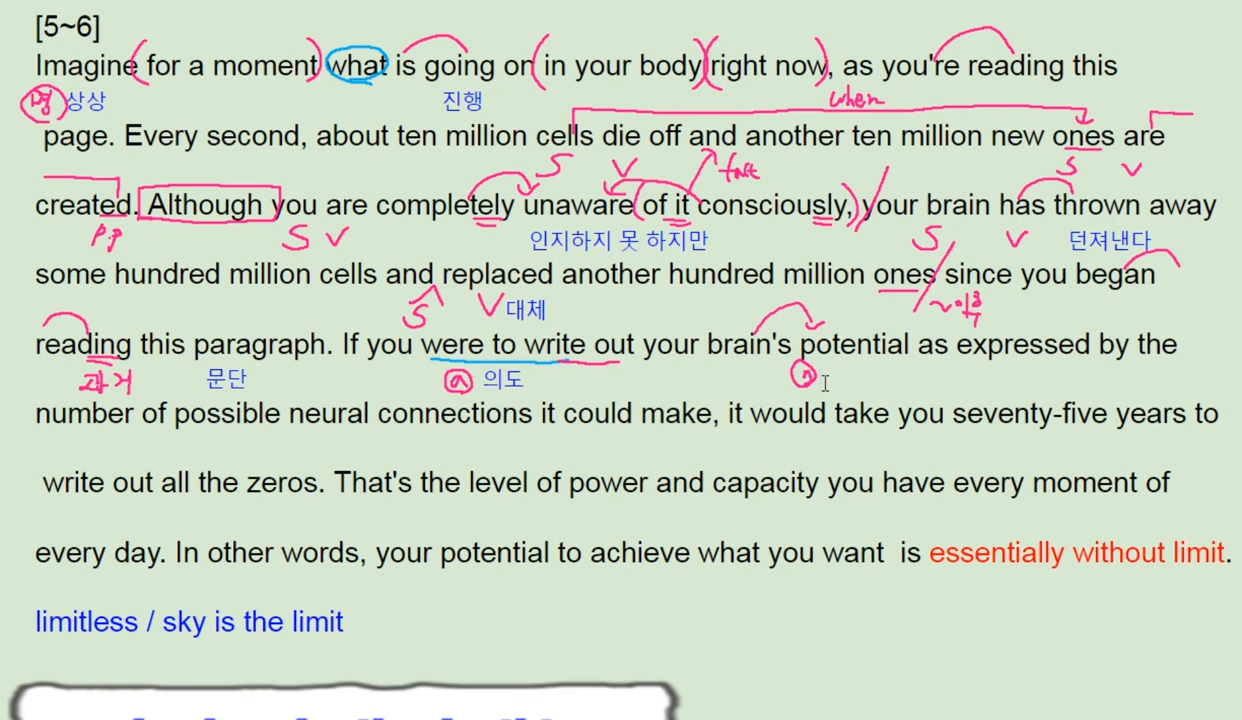 [5~6]
Imagine for a moment what is going on in your body right now, as you're reading this
명 상상 진행 when
page. Every second, about ten million cells die off and another ten million new ones are
S V fact S V
created. Although you are completely unaware of it consciously, your brain has thrown away
p.p S V 인지하지 못 하지만 S V 던져낸다
some hundred million cells and replaced another hundred million ones since you began
S V 대체 ~이후
reading this paragraph. If you were to write out your brain's potential as expressed by the
과거 문단 ⓐ 의도
number of possible neural connections it could make, it would take you seventy-five years to
write out all the zeros. That's the level of power and capacity you have every moment of
every day. In other words, your potential to achieve what you want is essentially without limit.
limitless / sky is the limit